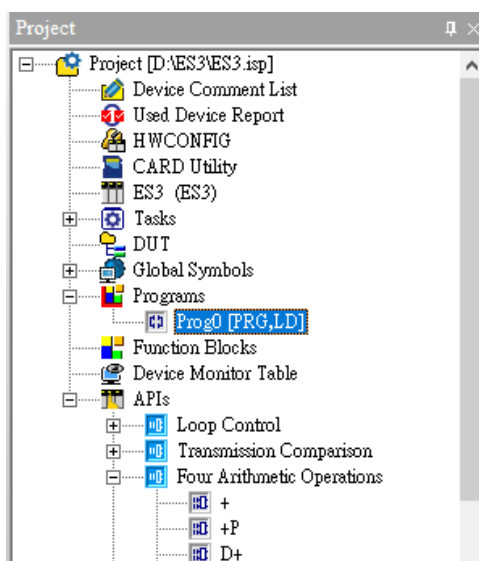 Project
Project [D:\ES3\ES3.isp]
Device Comment List
Used Device Report
HWCONFIG
CARD Utility
ES3 (ES3)
Tasks
DUT
Global Symbols
Programs
Prog0 [PRG,LD]
Function Blocks
Device Monitor Table
APIs
Loop Control
Transmission Comparison
Four Arithmetic Operations
+
+P
D+